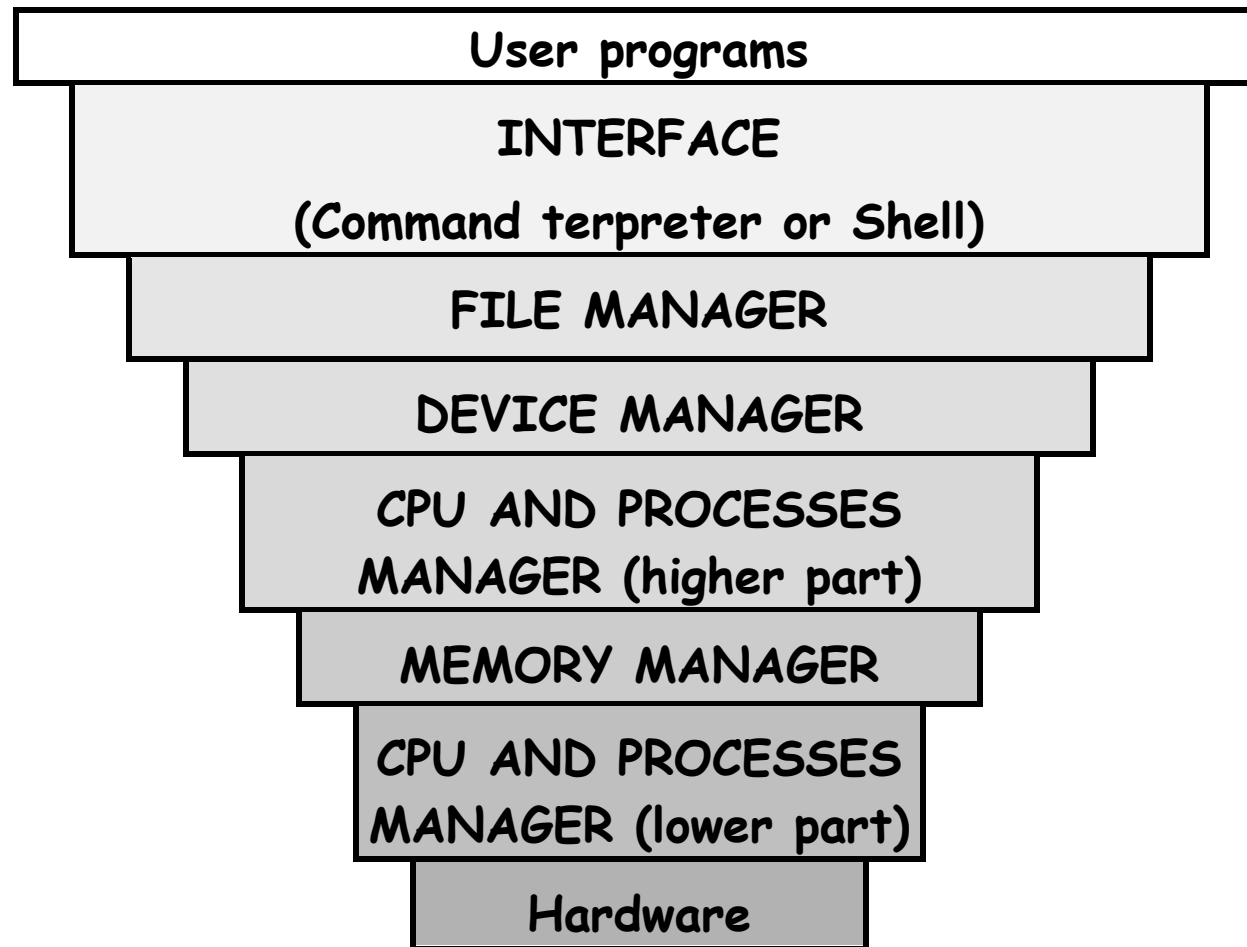 User programs
INTERFACE
(Command terpreter or Shell)
FILE MANAGER
DEVICE MANAGER
CPU AND PROCESSES
MANAGER (higher part)
MEMORY MANAGER
CPU AND PROCESSES
MANAGER (lower part)
Hardware